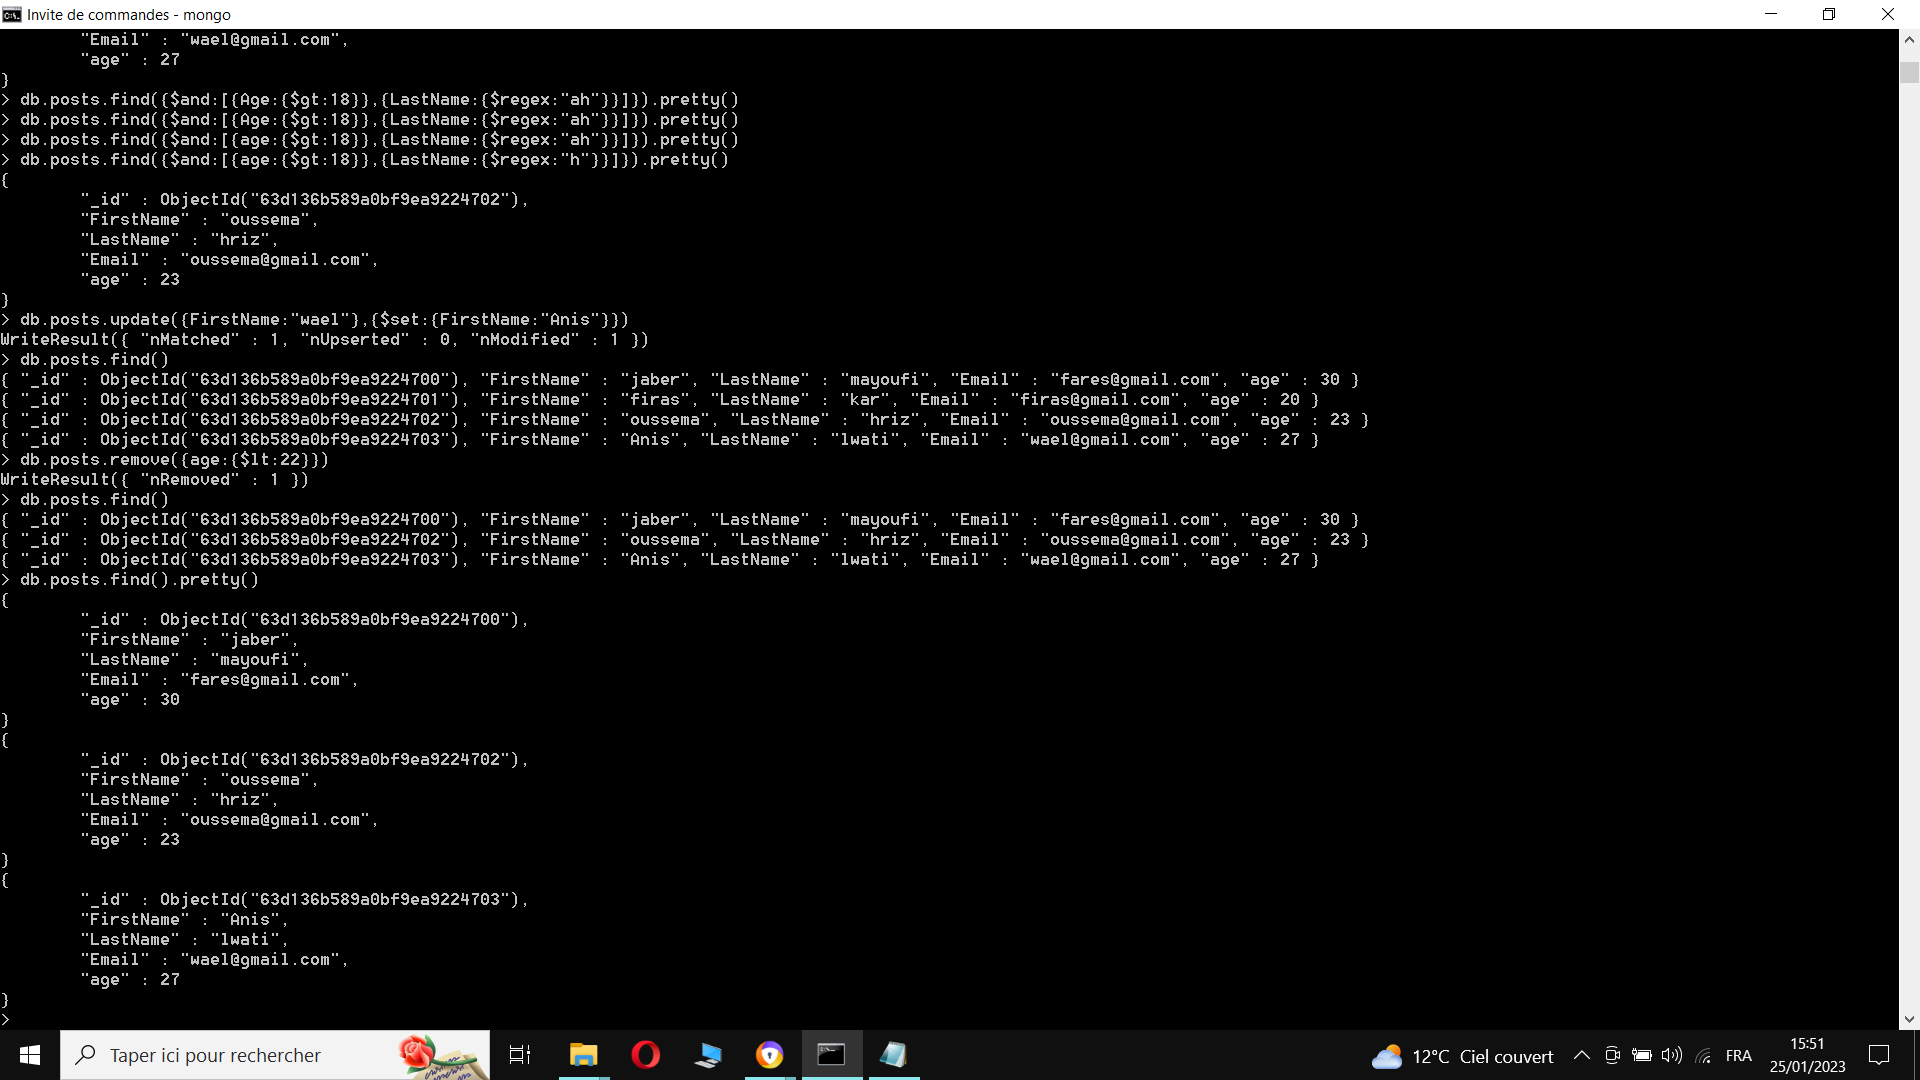 Invite de commandes - mongo
"Email" : "wael@gmail.com",
"age" : 27
}
> db.posts.find({$and:[{Age:{$gt:18}},{LastName:{$regex:"ah"}}]}).pretty()
> db.posts.find({$and:[{Age:{$gt:18}},{LastName:{$regex:"ah"}}]}).pretty()
> db.posts.find({$and:[{age:{$gt:18}},{LastName:{$regex:"ah"}}]}).pretty()
> db.posts.find({$and:[{age:{$gt:18}},{LastName:{$regex:"h"}}]}).pretty()
{
"_id" : ObjectId("63d136b589a0bf9ea9224702"),
"FirstName" : "oussema",
"LastName" : "hriz",
"Email" : "oussema@gmail.com",
"age" : 23
}
> db.posts.update({FirstName:"wael"},{$set:{FirstName:"Anis"}})
WriteResult({ "nMatched" : 1, "nUpserted" : 0, "nModified" : 1 })
> db.posts.find()
{ "_id" : ObjectId("63d136b589a0bf9ea9224700"), "FirstName" : "jaber", "LastName" : "mayoufi", "Email" : "fares@gmail.com", "age" : 30 }
{ "_id" : ObjectId("63d136b589a0bf9ea9224701"), "FirstName" : "firas", "LastName" : "kar", "Email" : "firas@gmail.com", "age" : 20 }
{ "_id" : ObjectId("63d136b589a0bf9ea9224702"), "FirstName" : "oussema", "LastName" : "hriz", "Email" : "oussema@gmail.com", "age" : 23 }
{ "_id" : ObjectId("63d136b589a0bf9ea9224703"), "FirstName" : "Anis", "LastName" : "lwati", "Email" : "wael@gmail.com", "age" : 27 }
> db.posts.remove({age:{$lt:22}})
WriteResult({ "nRemoved" : 1 })
> db.posts.find()
{ "_id" : ObjectId("63d136b589a0bf9ea9224700"), "FirstName" : "jaber", "LastName" : "mayoufi", "Email" : "fares@gmail.com", "age" : 30 }
{ "_id" : ObjectId("63d136b589a0bf9ea9224702"), "FirstName" : "oussema", "LastName" : "hriz", "Email" : "oussema@gmail.com", "age" : 23 }
{ "_id" : ObjectId("63d136b589a0bf9ea9224703"), "FirstName" : "Anis", "LastName" : "lwati", "Email" : "wael@gmail.com", "age" : 27 }
> db.posts.find().pretty()
{
"_id" : ObjectId("63d136b589a0bf9ea9224700"),
"FirstName" : "jaber",
"LastName" : "mayoufi",
"Email" : "fares@gmail.com",
"age" : 30
}
{
"_id" : ObjectId("63d136b589a0bf9ea9224702"),
"FirstName" : "oussema",
"LastName" : "hriz",
"Email" : "oussema@gmail.com",
"age" : 23
}
{
"_id" : ObjectId("63d136b589a0bf9ea9224703"),
"FirstName" : "Anis",
"LastName" : "lwati",
"Email" : "wael@gmail.com",
"age" : 27
}
>
Taper ici pour rechercher
12°C Ciel couvert
FRA
15:51
25/01/2023